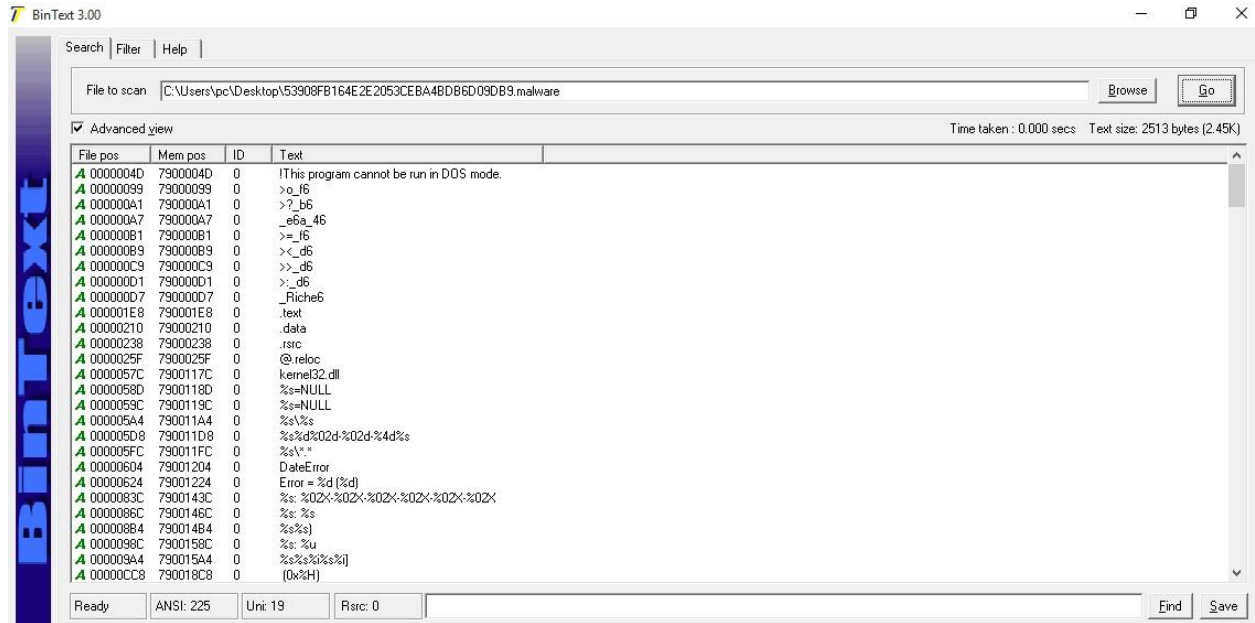 BinText 3.00
Search Filter Help
File to scan C:\Users\pc\Desktop\53908FB164E2E2053CEBA4BDB6D09DB9.malware Browse Go
Advanced view Time taken : 0.000 secs Text size: 2513 bytes (2.45K)
File pos Mem pos ID Text
A 0000004D 7900004D 0 !This program cannot be run in DOS mode.
A 00000099 79000099 0 >o_f6
A 000000A1 790000A1 0 >?_b6
A 000000A7 790000A7 0 _e6a_46
A 000000B1 790000B1 0 >=_f6
A 000000B9 790000B9 0 ><_d6
A 000000C9 790000C9 0 >>_d6
A 000000D1 790000D1 0 >:_d6
A 000000D7 790000D7 0 _Riche6
A 000001E8 790001E8 0 .text
A 00000210 79000210 0 .data
A 00000238 79000238 0 .rsrc
A 0000025F 7900025F 0 @.reloc
A 0000057C 7900117C 0 kernel32.dll
A 0000058D 7900118D 0 %s=NULL
A 0000059C 7900119C 0 %s=NULL
A 000005A4 790011A4 0 %s\%s
A 000005D8 790011D8 0 %s%d%02d-%02d-%4d%s
A 000005FC 790011FC 0 %s\*.*
A 00000604 79001204 0 DateError
A 00000624 79001224 0 Error = %d (%d)
A 0000083C 7900143C 0 %s: %02X-%02X-%02X-%02X-%02X-%02X
A 0000086C 7900146C 0 %s: %s
A 000008B4 790014B4 0 %s%s)
A 0000098C 7900158C 0 %s: %u
A 000009A4 790015A4 0 %s%s%i%s%i]
A 00000CC8 790018C8 0 (0x%H)
Ready ANSI: 225 Uni: 19 Rsrc: 0 Find Save
BinText